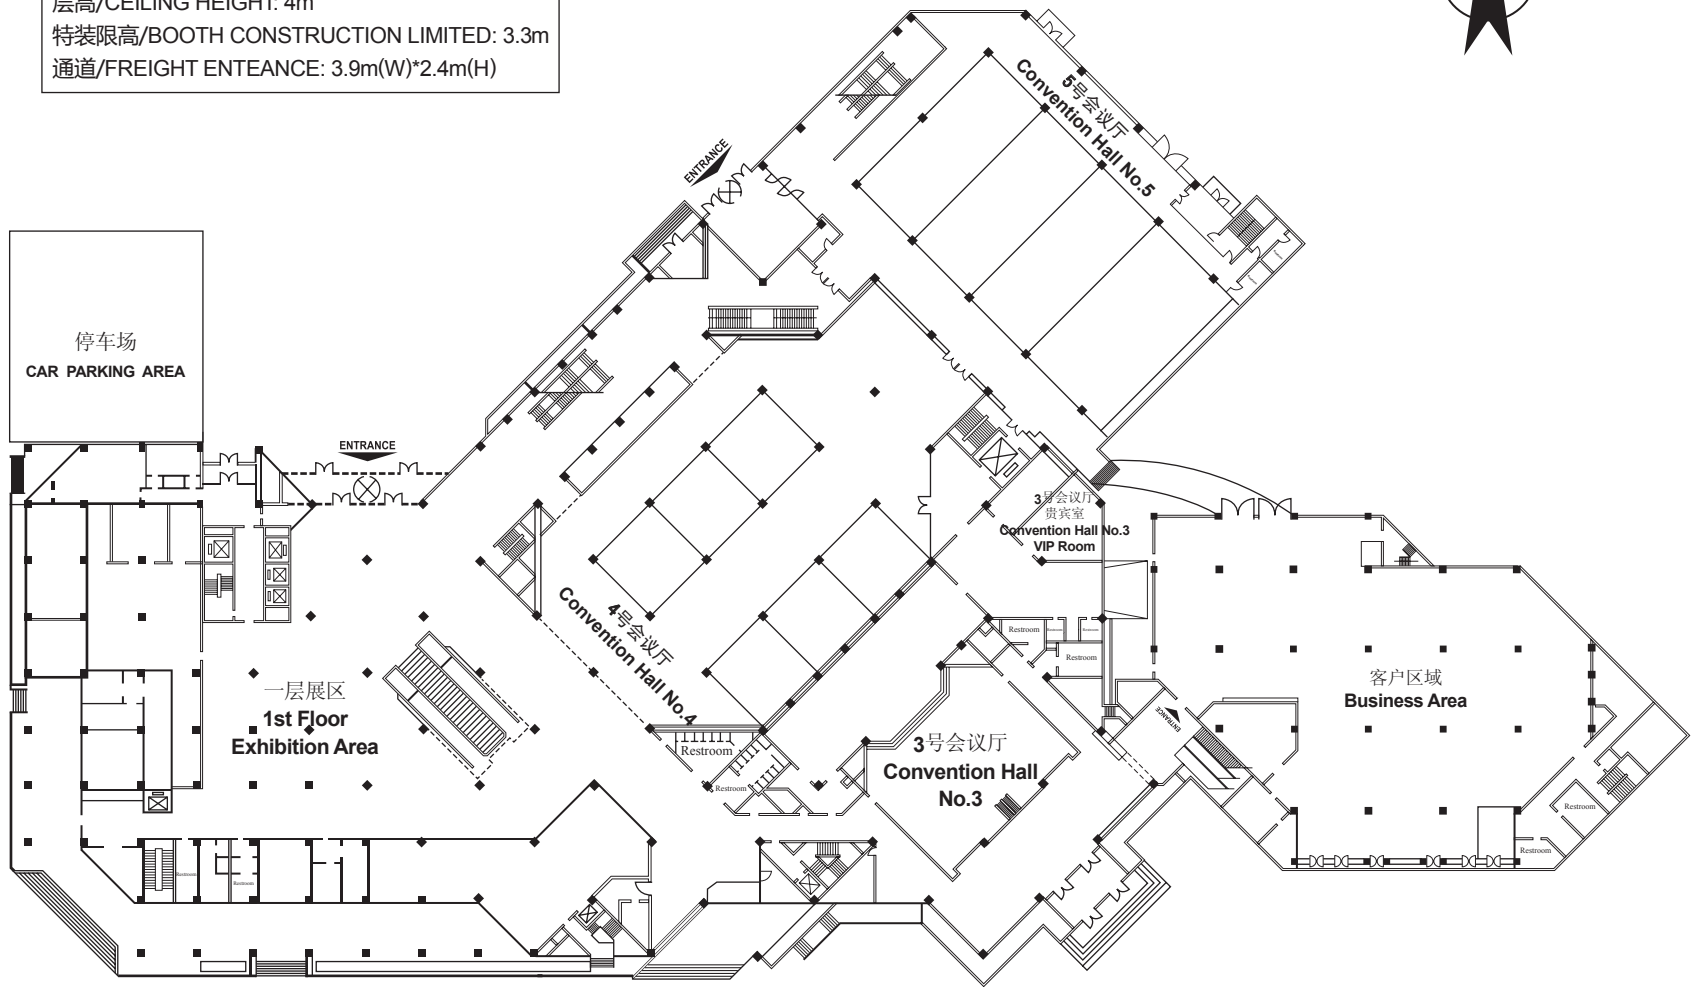 层高/CEILING HEIGHT: 4m
特装限高/BOOTH CONSTRUCTION LIMITED: 3.3m
通道/FREIGHT ENTEANCE: 3.9m(W)*2.4m(H)
5号会议厅
Convention Hall No.5
ENTRANCE
停车场
CAR PARKING AREA
ENTRANCE
3号会议厅
贵宾室
Convention Hall No.3
VIP Room
4号会议厅
Convention Hall No.4
Restroom
Restroom
一层展区
1st Floor
Exhibition Area
客户区域
Business Area
ENTRANCE
Restroom
Restroom
3号会议厅
Convention Hall
No.3
Restroom
Restroom
Restroom
Restroom